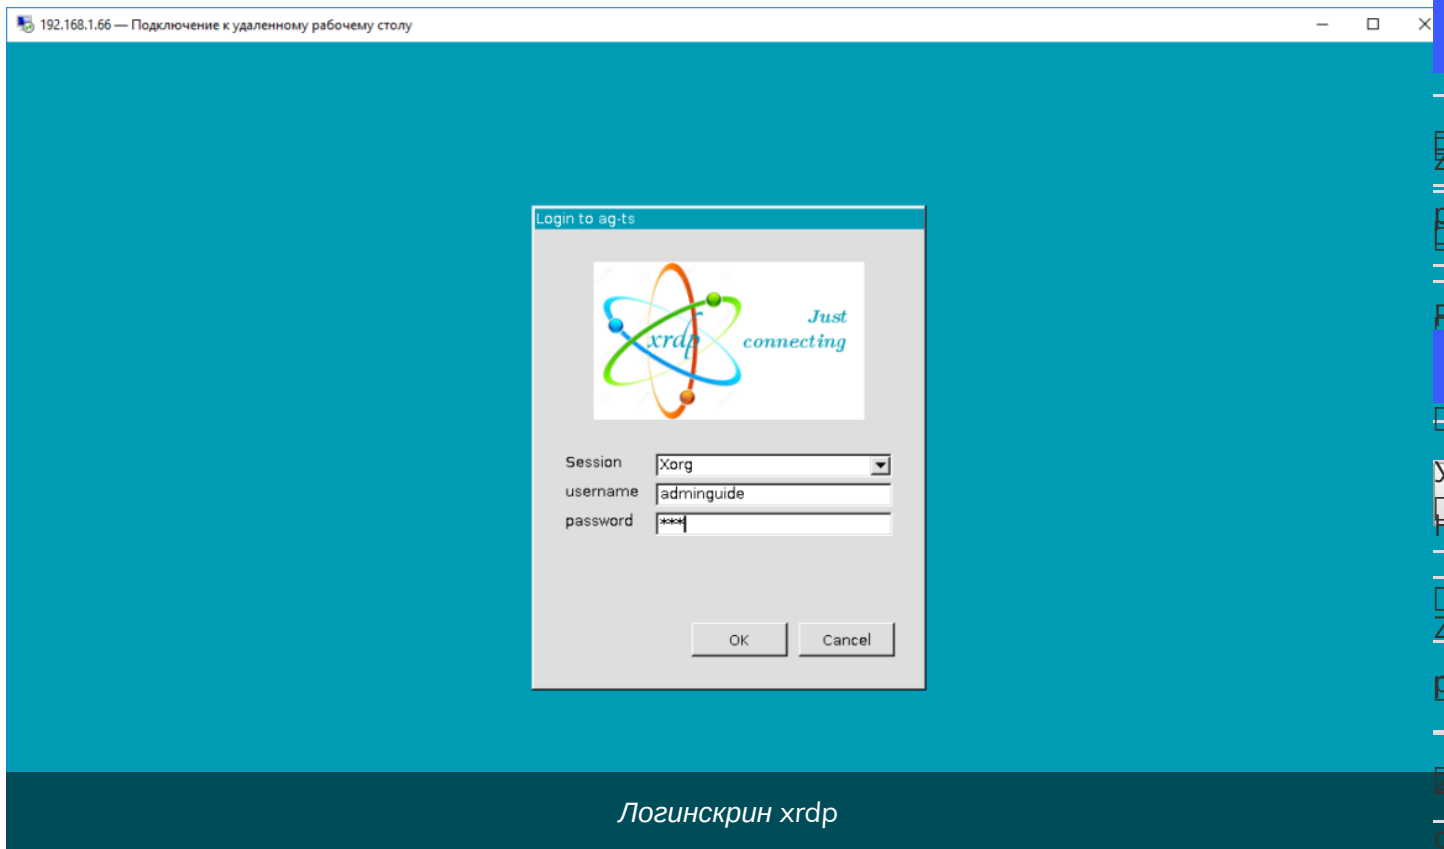 192.168.1.66 — Подключение к удаленному рабочему столу
Login to ag-ts
xrdp
Just
connecting
Session
Xorg
username
adminguide
password
***
OK
Cancel
Логинскрин xrdp